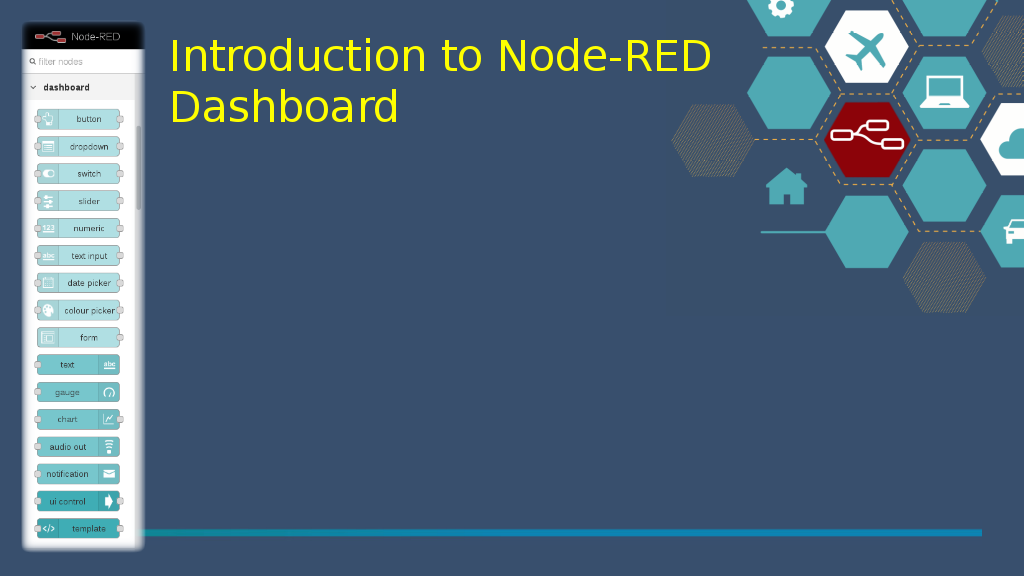 Node-RED
filter nodes
dashboard
button
dropdown
switch
slider
123
numeric
abc
text input
date picker
colour picker
form
text
abc
gauge
chart
audio out
notification
ui control
</>
template
Introduction to Node-RED
Dashboard